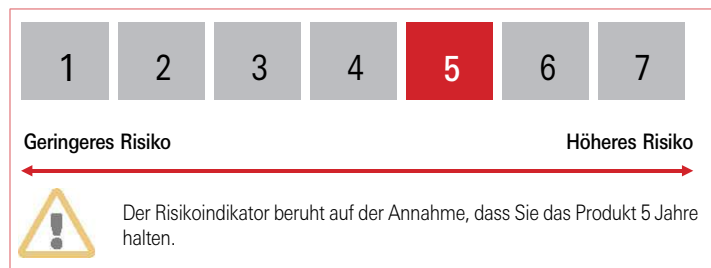 1 2 3 4 5 6 7
Geringeres Risiko Höheres Risiko
Der Risikoindikator beruht auf der Annahme, dass Sie das Produkt 5 Jahre
halten.